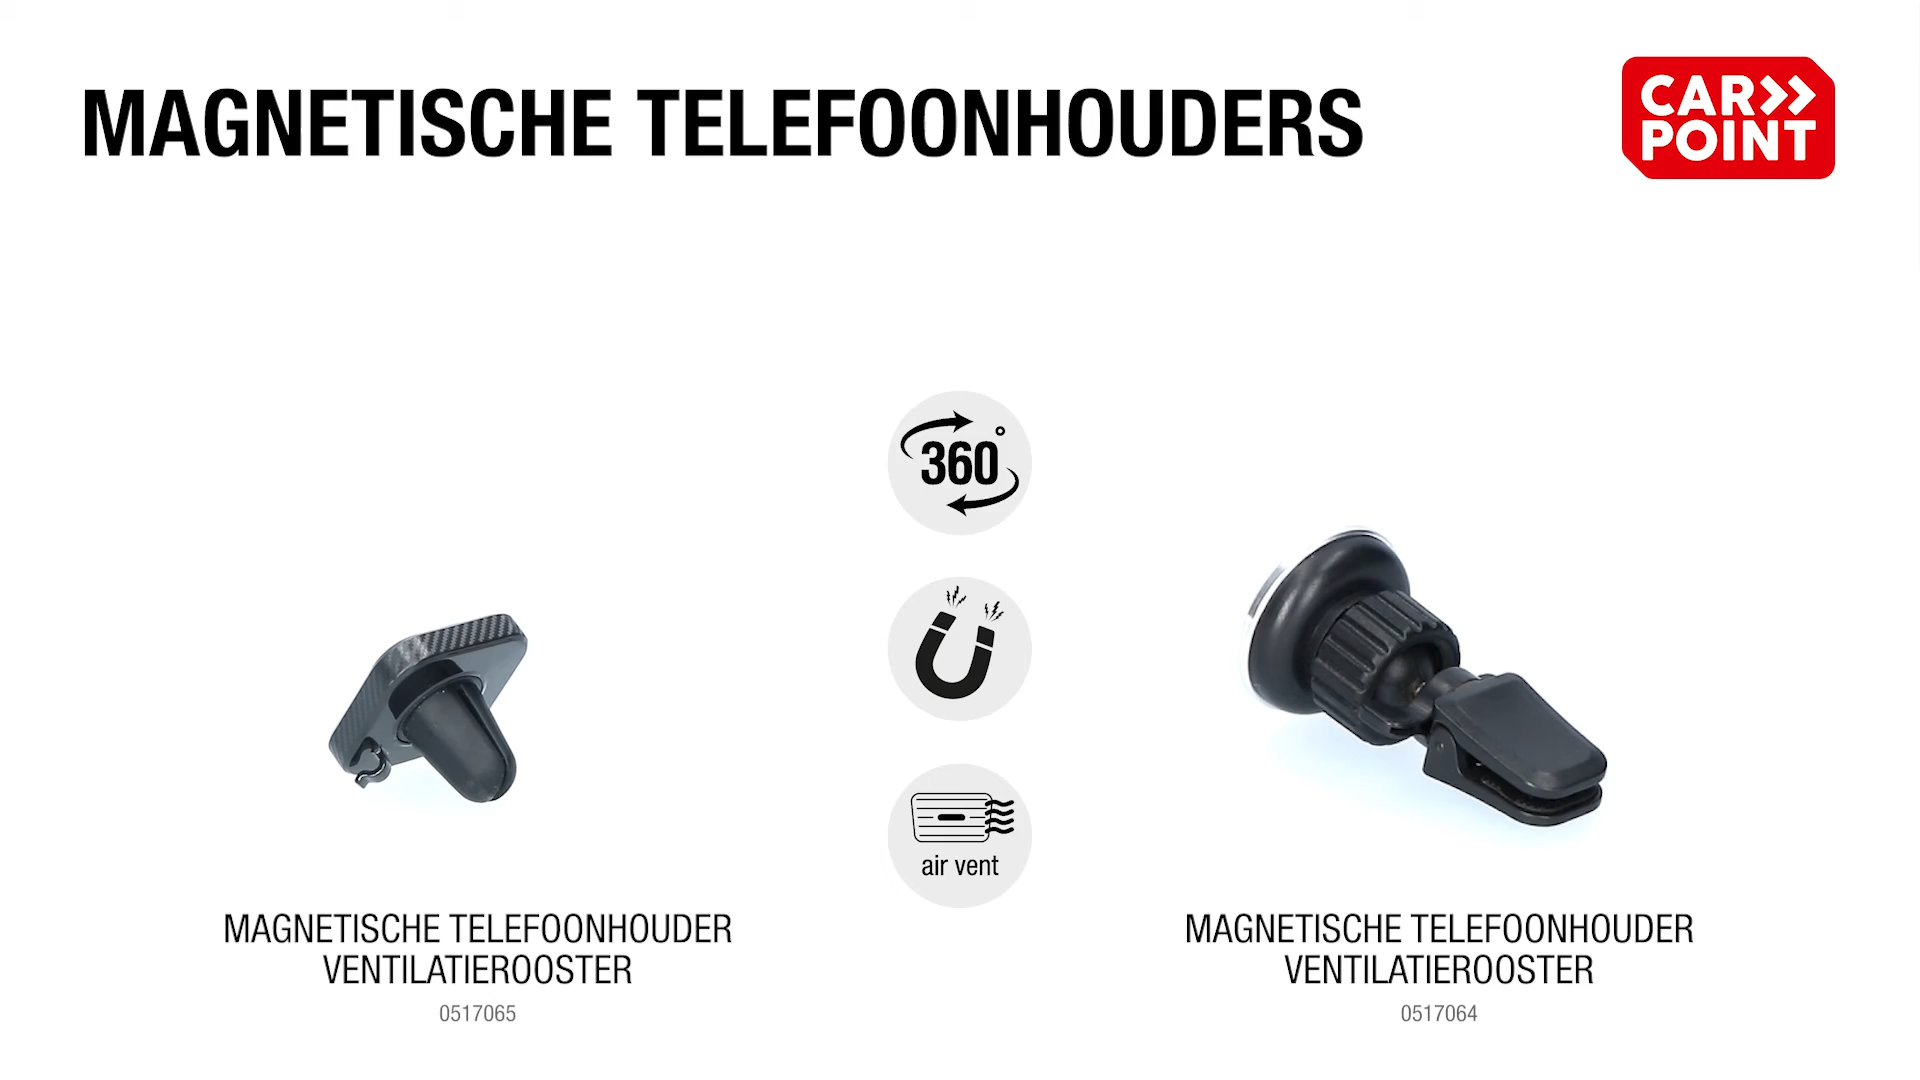 MAGNETISCHE TELEFOONHOUDERS
CAR
POINT
360°
air vent
MAGNETISCHE TELEFOONHOUDER
VENTILATIEROOSTER
0517065
MAGNETISCHE TELEFOONHOUDER
VENTILATIEROOSTER
0517064